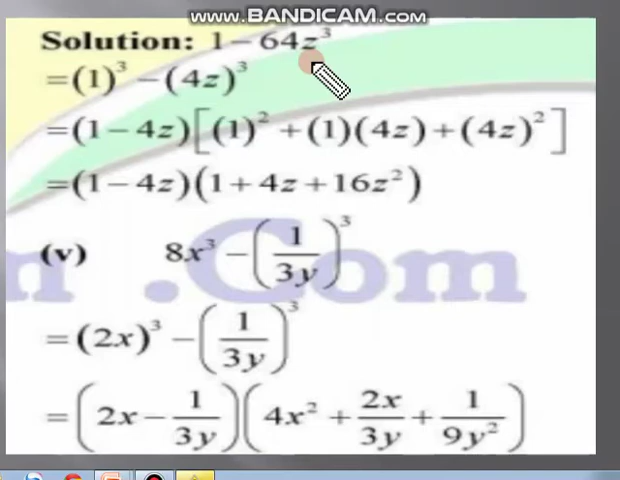 WWW.BANDICAM.COM
Solution: 1 − 64z³
= (1)³ − (4z)³
= (1 − 4z)[(1)² + (1)(4z) + (4z)²]
= (1 − 4z)(1 + 4z + 16z²)
(v) 8x³ − (1/3y)³
= (2x)³ − (1/3y)³
= (2x − 1/3y)(4x² + 2x/3y + 1/9y²)
n .Com